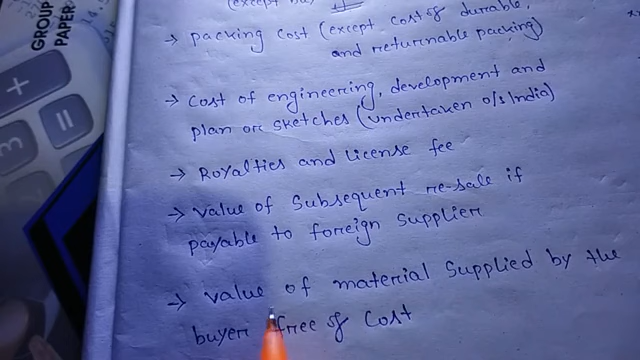 GROUP
PAPER-
→ packing cost (except cost of durable,
and returnable packing)
→ cost of engineering, development and
plan or sketches (undertaken o/s India)
→ Royalties and License fee
→ value of Subsequent re-sale if
payable to foreign supplier
→ value of material supplied by the
buyer free of cost